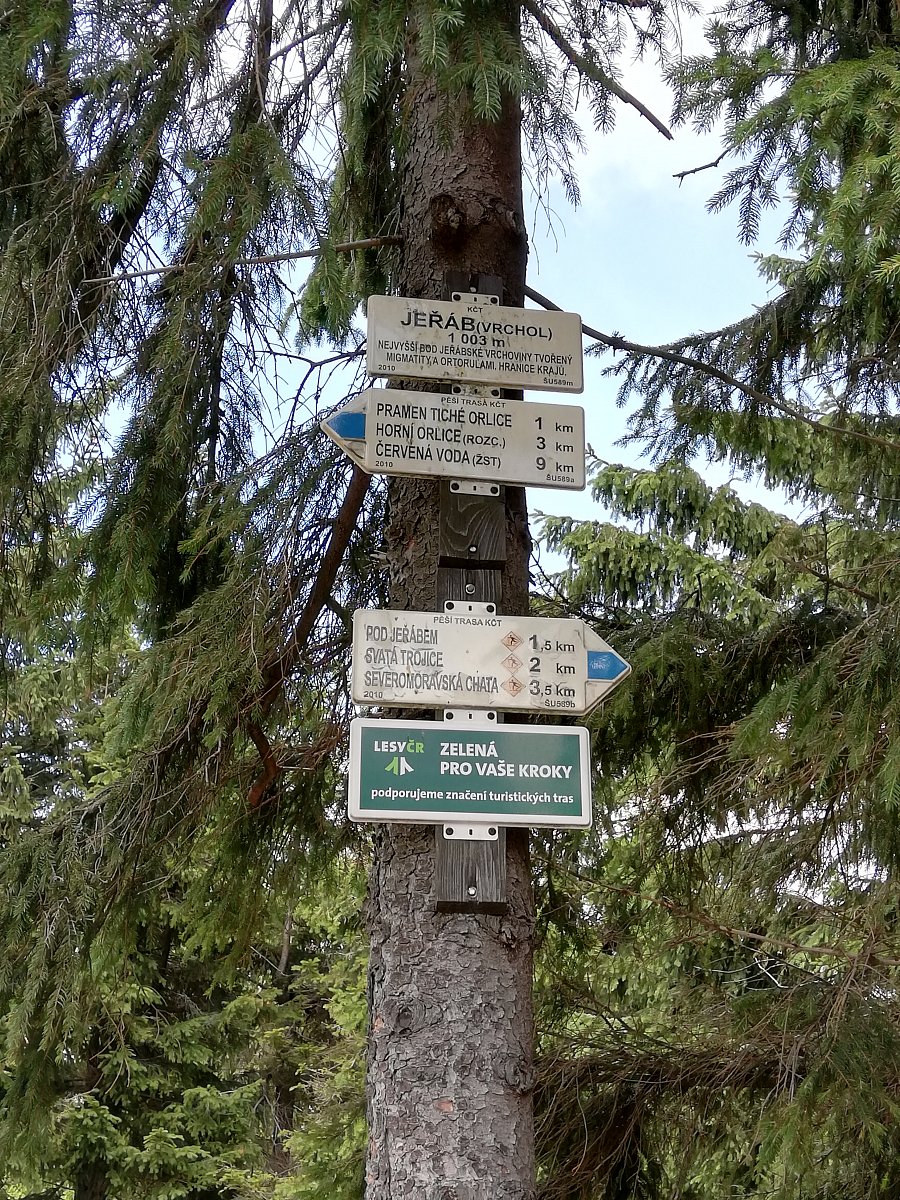 KČT
JEŘÁB(VRCHOL)
1 003 m
NEJVYŠŠÍ BOD JEŘÁBSKÉ VRCHOVINY TVOŘENÝ
MIGMATITY A ORTORULAMI. HRANICE KRAJŮ.
2010 ŠU589m
PĚŠÍ TRASA KČT
PRAMEN TICHÉ ORLICE 1 KM
HORNÍ ORLICE (ROZC.) 3 KM
ČERVENÁ VODA (ŽST) 9 KM
2010 ŠU589a
PĚŠÍ TRASA KČT
POD JEŘÁBEM 1,5 KM
SVATÁ TROJICE 2 KM
SEVEROMORAVSKÁ CHATA 3,5 KM
2010 ŠU589b
LESYČR ZELENÁ
PRO VAŠE KROKY
podporujeme značení turistických tras